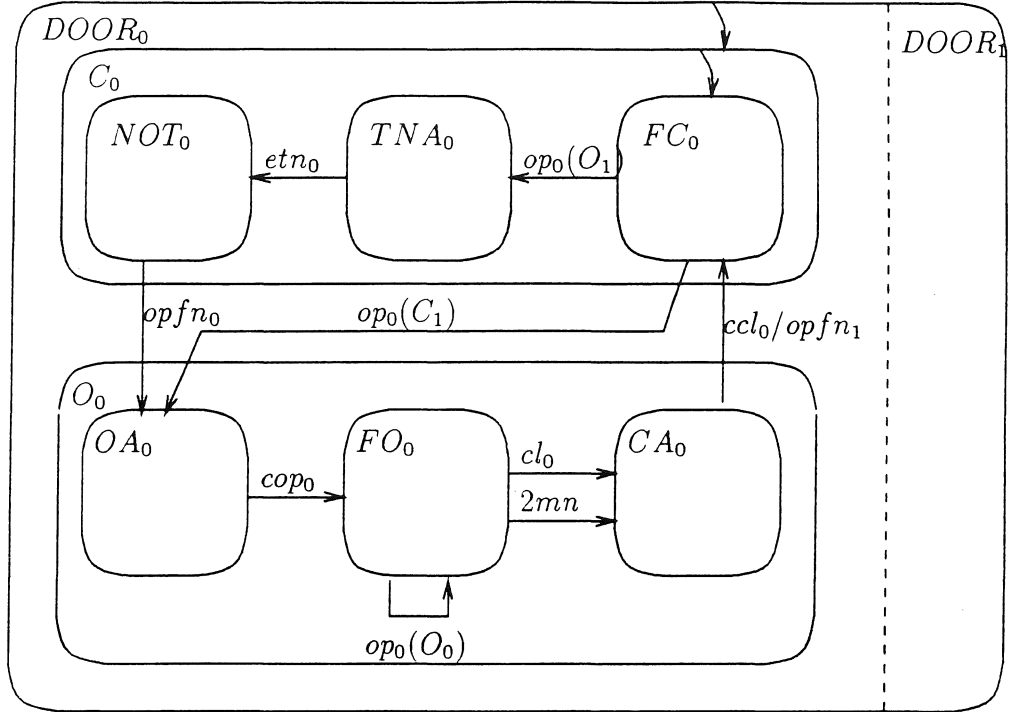 DOOR₀
DOOR₁
C₀
NOT₀
TNA₀
FC₀
etn₀
op₀(O₁)
opfn₀
op₀(C₁)
ccl₀/opfn₁
O₀
OA₀
FO₀
CA₀
cl₀
cop₀
2mn
op₀(O₀)